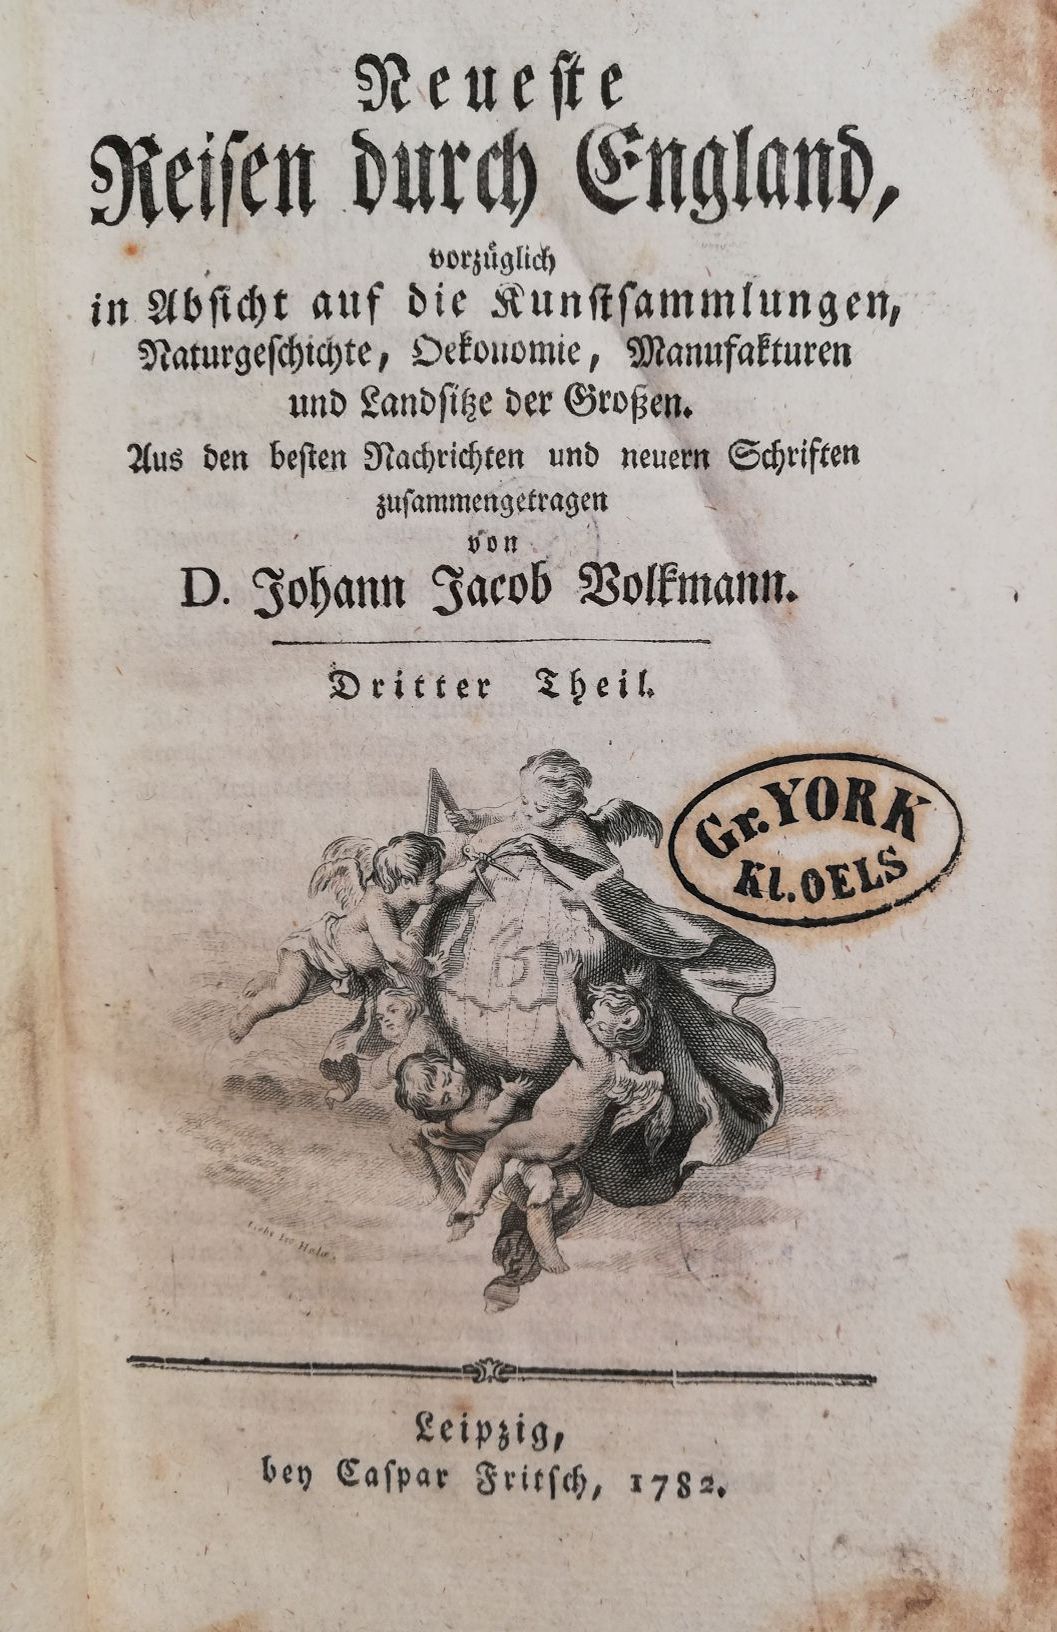 Neueste
Reisen durch England,
vorzuͤglich
in Absicht auf die Kunstsammlungen,
Naturgeschichte, Oekonomie, Manufakturen
und Landsitze der Großen.
Aus den besten Nachrichten und neuern Schriften
zusammengetragen
von
D. Johann Jacob Volkmann.
Dritter Theil.
Gr. YORK
Kl. OELS
Leipzig,
bey Caspar Fritsch, 1782.